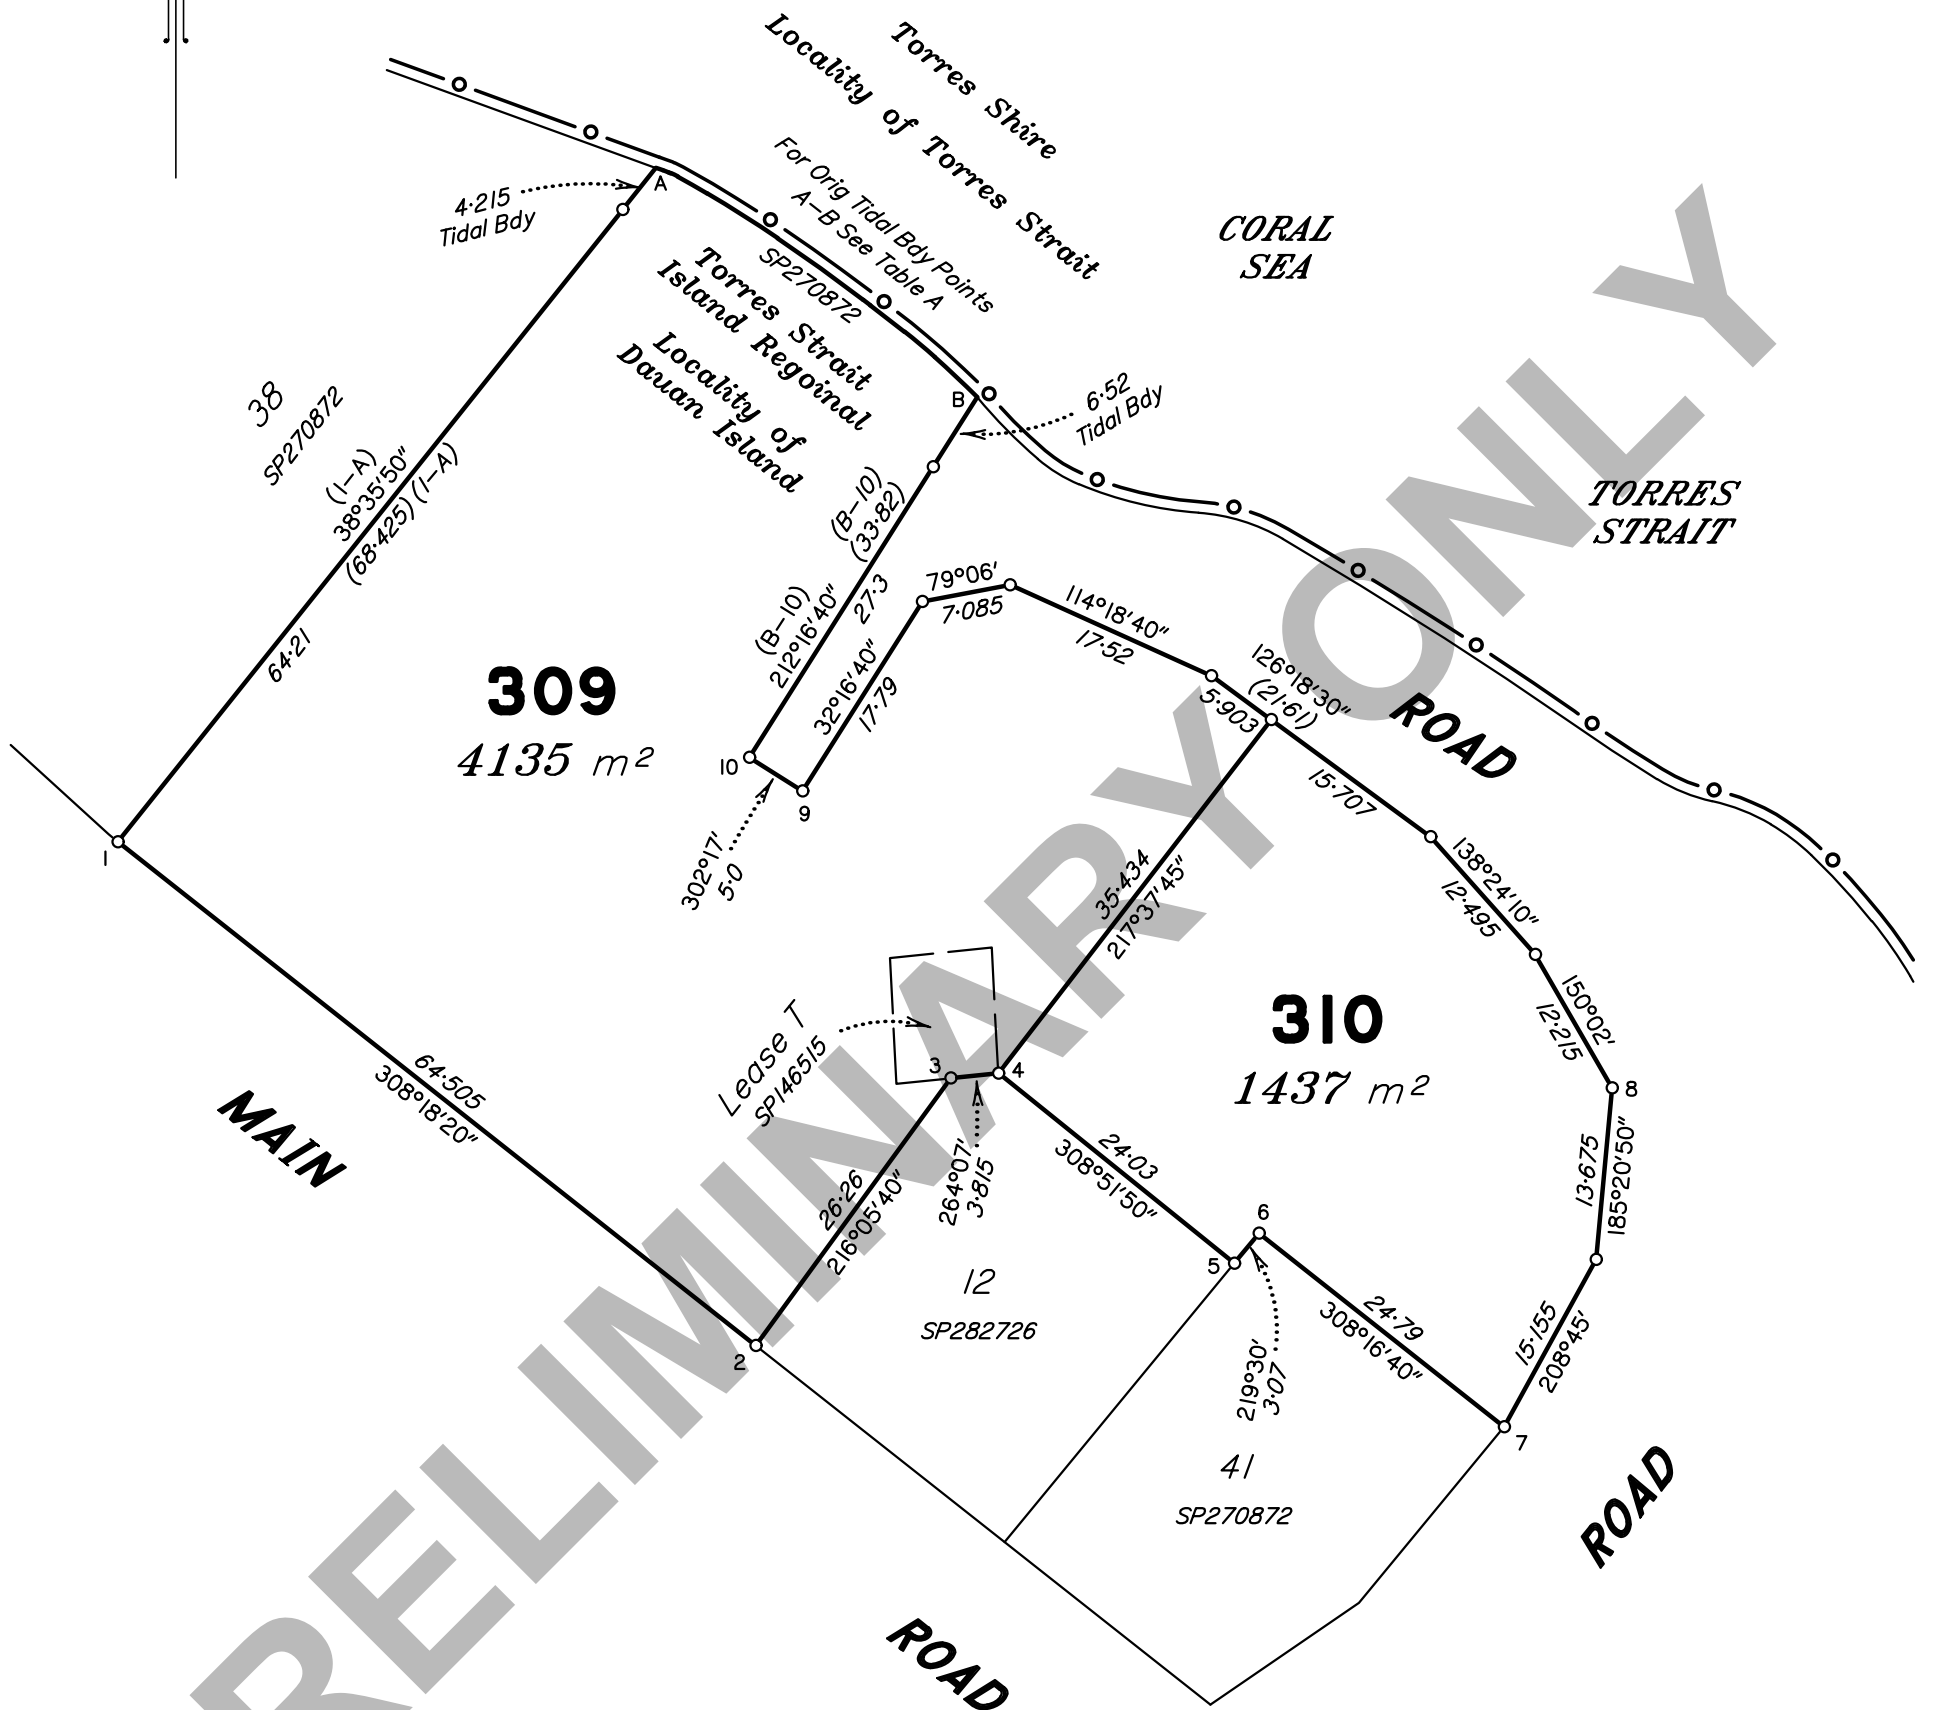 Torres Shire
Locality of Torres Strait
For Orig Tidal Bdy Points
A-B See Table A
SP270872
CORAL
SEA
TORRES
STRAIT
4·215
Tidal Bdy
A
Torres Strait
Island Regoinal
Locality of
Dauan Island
B
6·52
Tidal Bdy
38
SP270872
(1-A)
38°35'50"
(68·425) (1-A)
64·21
(B-10)
(33·82)
(B-10)
212°16'40"
27·3
32°16'40"
17·79
79°06'
7·085
114°18'40"
17·52
126°18'30"
(21·61)
5·903
15·707
ROAD
309
4135 m²
10
9
302°17'
5·0
1
138°24'10"
12·495
35·434
217°37'45"
150°02'
12·215
310
1437 m²
8
Lease T
SP146515
3
4
64·505
308°18'20"
MAIN
264°07'
3·815
26·26
216°05'40"
24·03
308°51'50"
13·675
185°20'50"
6
5
2
12
SP282726
219°30'
3·07
24·79
308°16'40"
15·155
208°45'
7
41
SP270872
ROAD
ROAD
RELIMINARY ONLY